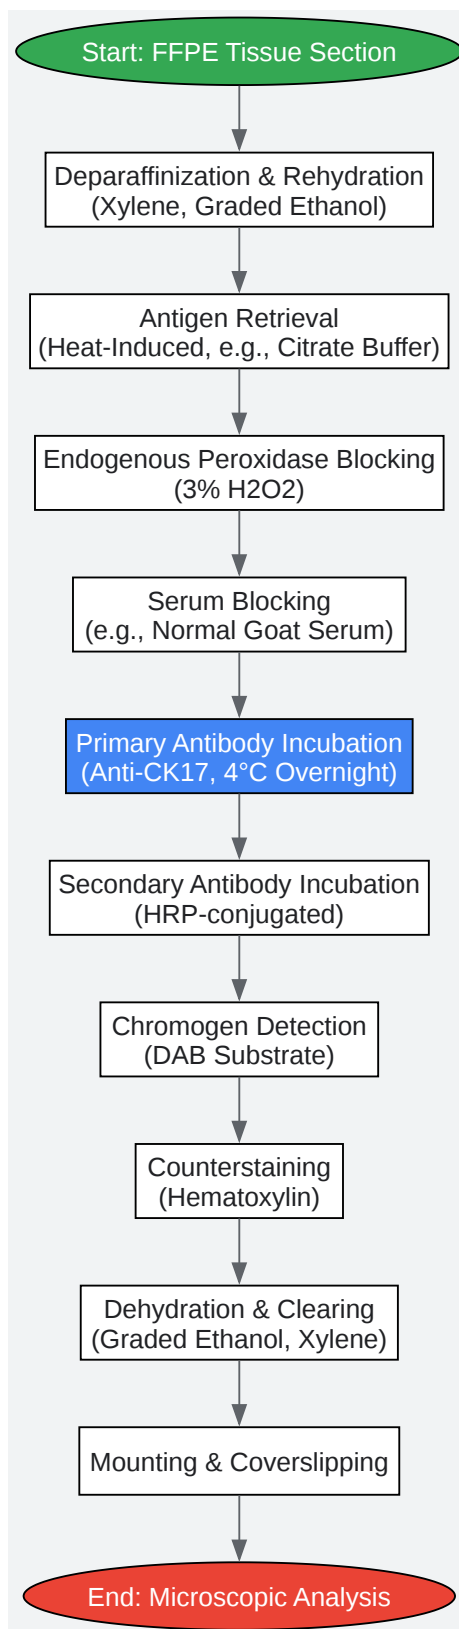 Start: FFPE Tissue Section
Deparaffinization & Rehydration
(Xylene, Graded Ethanol)
Antigen Retrieval
(Heat-Induced, e.g., Citrate Buffer)
Endogenous Peroxidase Blocking
(3% H2O2)
Serum Blocking
(e.g., Normal Goat Serum)
Primary Antibody Incubation
(Anti-CK17, 4°C Overnight)
Secondary Antibody Incubation
(HRP-conjugated)
Chromogen Detection
(DAB Substrate)
Counterstaining
(Hematoxylin)
Dehydration & Clearing
(Graded Ethanol, Xylene)
Mounting & Coverslipping
End: Microscopic Analysis